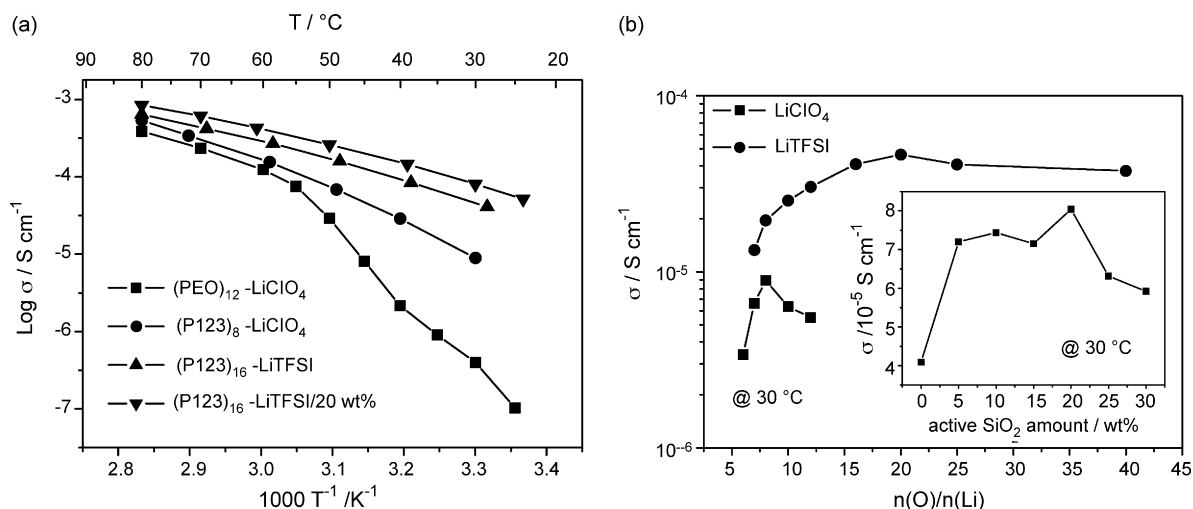 (a)
T / °C
90 80 70 60 50 40 30 20
-3
-4
-5
-6
-7
Log σ / S cm⁻¹
(PEO)₁₂ -LiClO₄
(P123)₈ -LiClO₄
(P123)₁₆ -LiTFSI
(P123)₁₆ -LiTFSI/20 wt%
2.8 2.9 3.0 3.1 3.2 3.3 3.4
1000 T⁻¹ /K⁻¹
(b)
10⁻⁴
10⁻⁵
10⁻⁶
σ / S cm⁻¹
LiClO₄
LiTFSI
@ 30 °C
8
7
6
5
4
σ /10⁻⁵ S cm⁻¹
@ 30 °C
0 5 10 15 20 25 30
active SiO₂ amount / wt%
5 10 15 20 25 30 35 40 45
n(O)/n(Li)